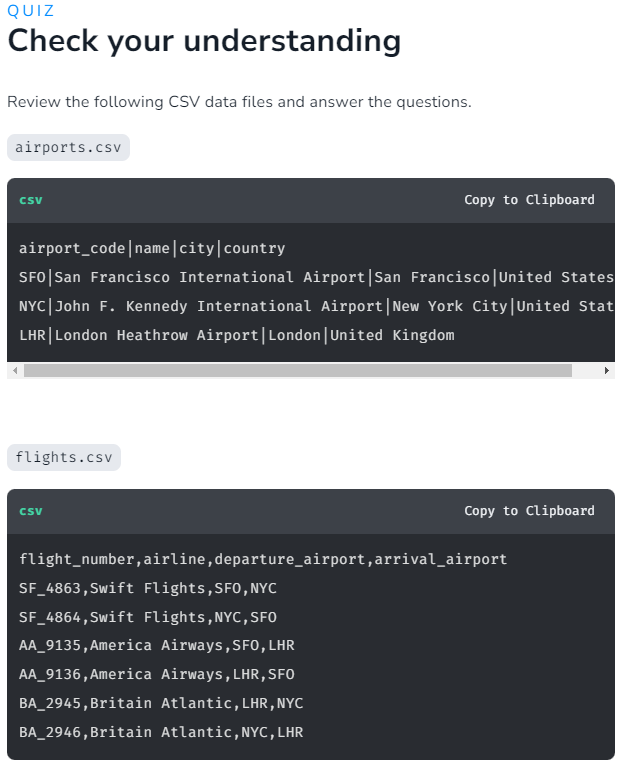 QUIZ
Check your understanding
Review the following CSV data files and answer the questions.
airports.csv
csv Copy to Clipboard
airport_code|name|city|country
SFO|San Francisco International Airport|San Francisco|United States
NYC|John F. Kennedy International Airport|New York City|United Stat
LHR|London Heathrow Airport|London|United Kingdom
flights.csv
csv Copy to Clipboard
flight_number,airline,departure_airport,arrival_airport
SF_4863,Swift Flights,SFO,NYC
SF_4864,Swift Flights,NYC,SFO
AA_9135,America Airways,SFO,LHR
AA_9136,America Airways,LHR,SFO
BA_2945,Britain Atlantic,LHR,NYC
BA_2946,Britain Atlantic,NYC,LHR